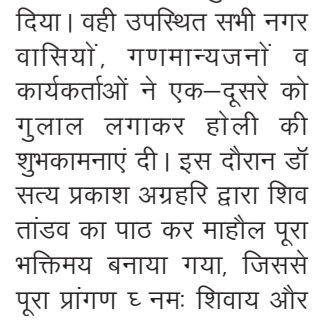 दिया। वही उपस्थित सभी नगर
वासियों, गणमान्यजनों व
कार्यकर्ताओं ने एक–दूसरे को
गुलाल लगाकर होली की
शुभकामनाएं दी। इस दौरान डॉ
सत्य प्रकाश अग्रहरि द्वारा शिव
तांडव का पाठ कर माहौल पूरा
भक्तिमय बनाया गया, जिससे
पूरा प्रांगण घ्‍ नमः शिवाय और